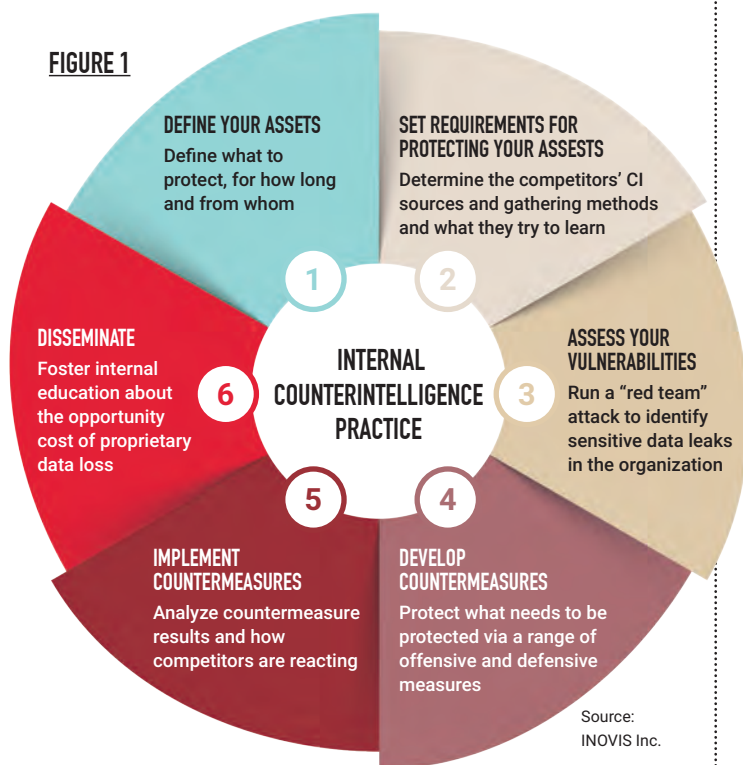 FIGURE 1
DEFINE YOUR ASSETS
Define what to
protect, for how long
and from whom
1
SET REQUIREMENTS FOR
PROTECTING YOUR ASSESTS
Determine the competitors’ CI
sources and gathering methods
and what they try to learn
2
ASSESS YOUR
VULNERABILITIES
Run a “red team”
attack to identify
sensitive data leaks
in the organization
3
DEVELOP
COUNTERMEASURES
Protect what needs to be
protected via a range of
offensive and defensive
measures
4
IMPLEMENT
COUNTERMEASURES
Analyze countermeasure
results and how
competitors are reacting
5
DISSEMINATE
Foster internal
education about
the opportunity
cost of proprietary
data loss
6
INTERNAL
COUNTERINTELLIGENCE
PRACTICE
Source:
INOVIS Inc.